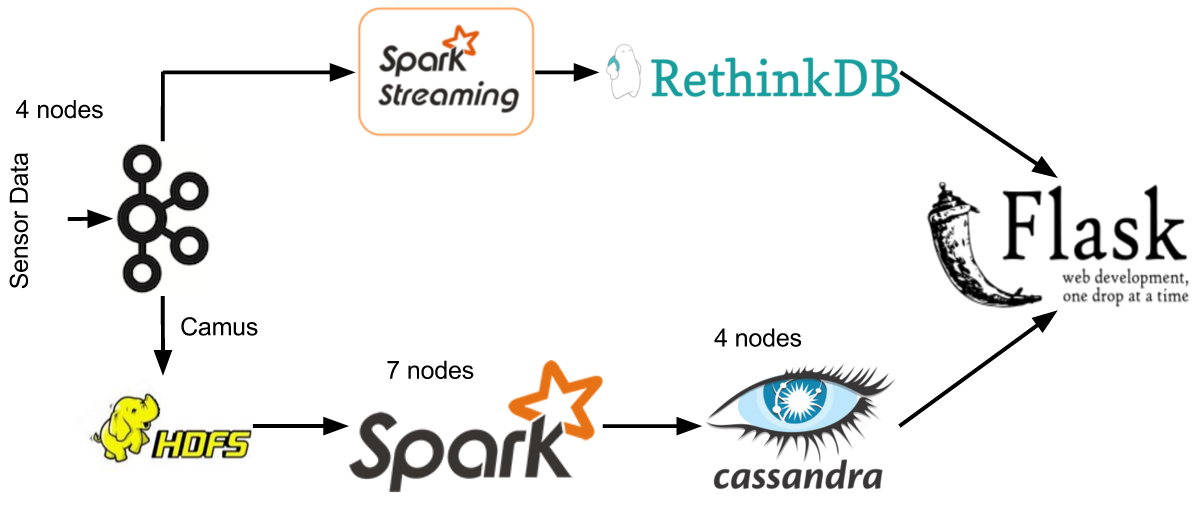 Spark
Streaming
RethinkDB
4 nodes
Sensor Data
Flask
web development,
one drop at a time
Camus
4 nodes
7 nodes
HDFS
Spark
cassandra